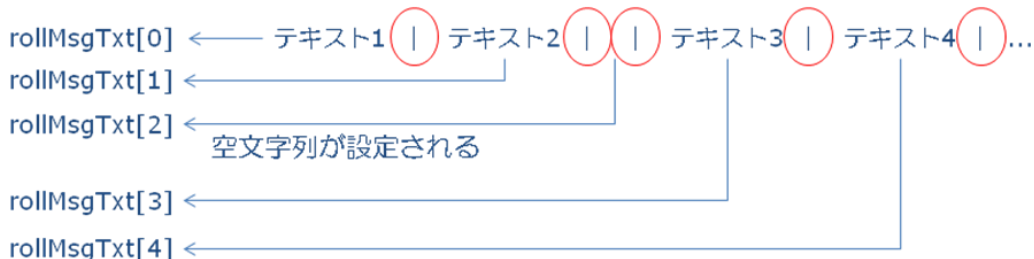 rollMsgTxt[0] テキスト1 | テキスト2 | | テキスト3 | テキスト4 | ...
rollMsgTxt[1]
rollMsgTxt[2]
空文字列が設定される
rollMsgTxt[3]
rollMsgTxt[4]